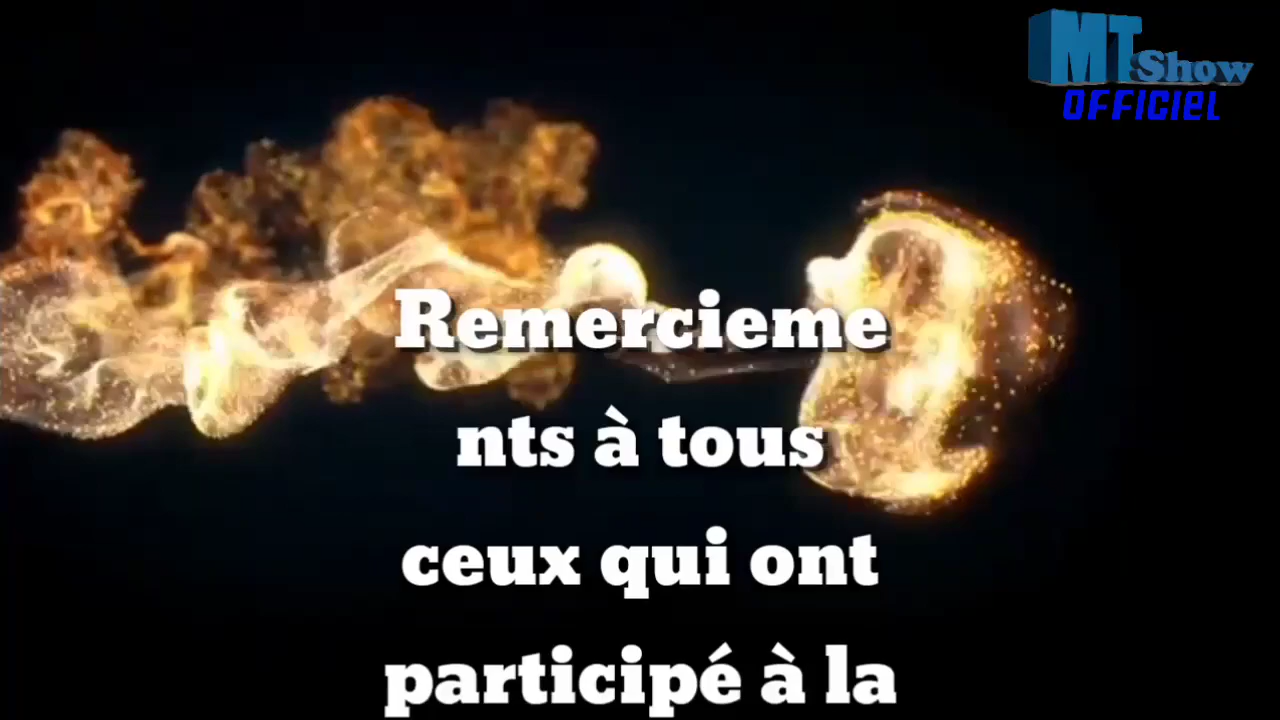 MT Show
OFFICIEL
Remercieme
nts à tous
ceux qui ont
participé à la